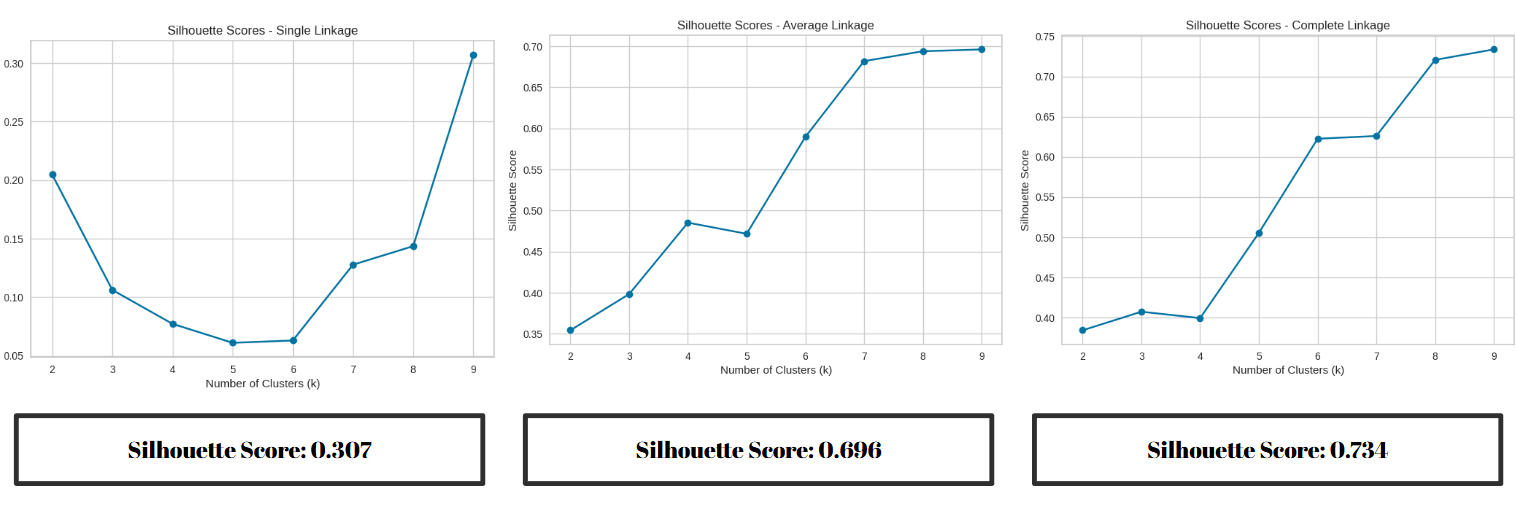 Silhouette Scores - Single Linkage
0.30
0.25
0.20
0.15
0.10
0.05
2 3 4 5 6 7 8 9
Number of Clusters (k)
Silhouette Score: 0.307
Silhouette Scores - Average Linkage
Silhouette Score
0.70
0.65
0.60
0.55
0.50
0.45
0.40
0.35
2 3 4 5 6 7 8 9
Number of Clusters (k)
Silhouette Score: 0.696
Silhouette Scores - Complete Linkage
Silhouette Score
0.75
0.70
0.65
0.60
0.55
0.50
0.45
0.40
2 3 4 5 6 7 8 9
Number of Clusters (k)
Silhouette Score: 0.734